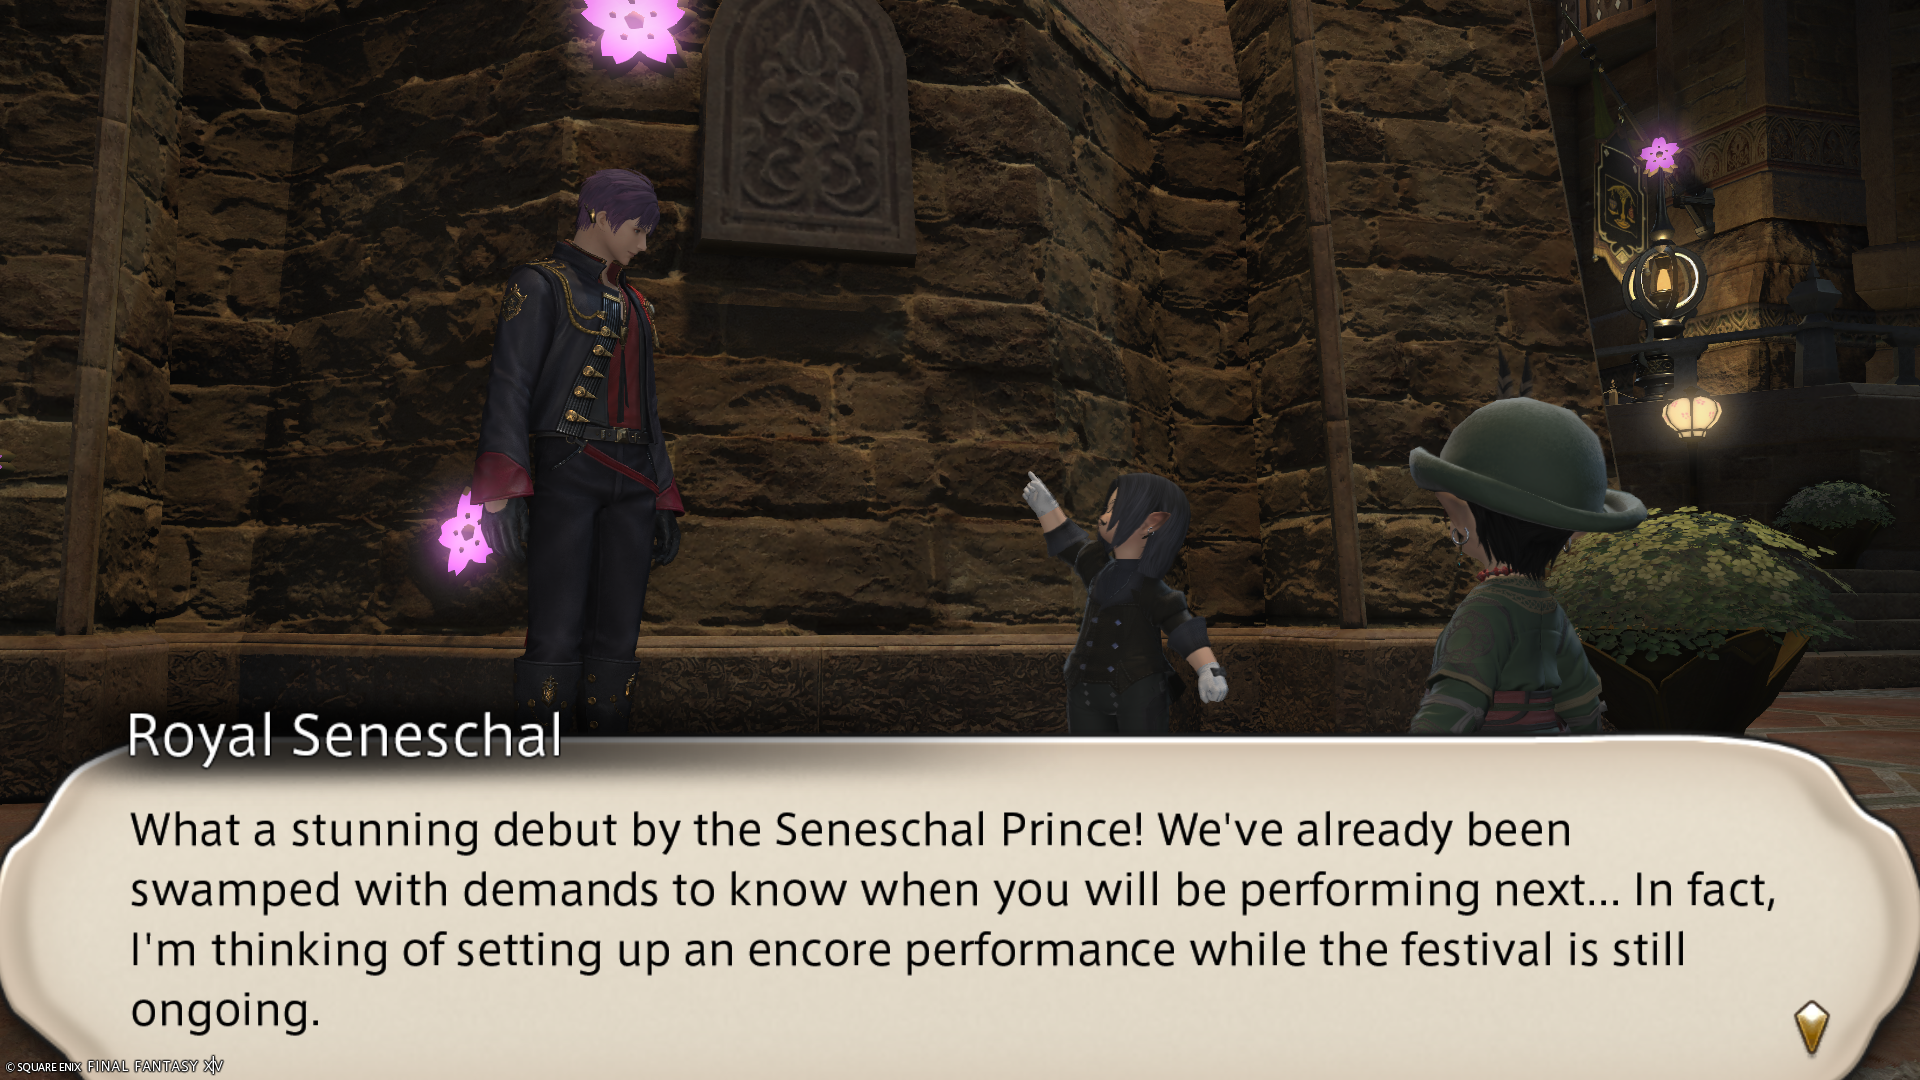 Royal Seneschal
What a stunning debut by the Seneschal Prince! We've already been
swamped with demands to know when you will be performing next... In fact,
I'm thinking of setting up an encore performance while the festival is still
ongoing.
© SQUARE ENIX FINAL FANTASY XIV